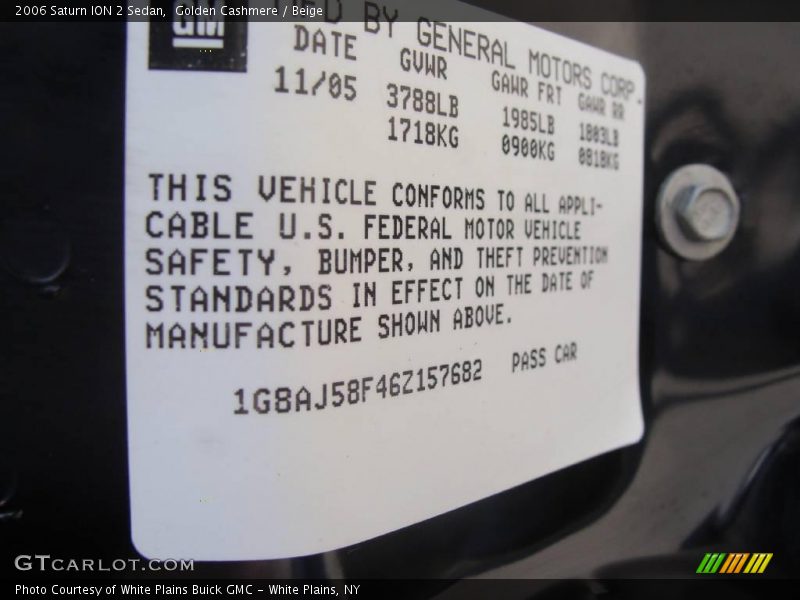 2006 Saturn ION 2 Sedan,  Golden Cashmere / Beige
GM
BY GENERAL MOTORS CORP.
DATE GVWR GAWR FRT GAWR RR
11/05 3788LB 1985LB 1803LB
1718KG 0900KG 0818KG
THIS VEHICLE CONFORMS TO ALL APPLI-
CABLE U.S. FEDERAL MOTOR VEHICLE
SAFETY, BUMPER, AND THEFT PREVENTION
STANDARDS IN EFFECT ON THE DATE OF
MANUFACTURE SHOWN ABOVE.
1G8AJ58F46Z157682 PASS CAR
GTCARLOT.COM
Photo Courtesy of White Plains Buick GMC - White Plains, NY